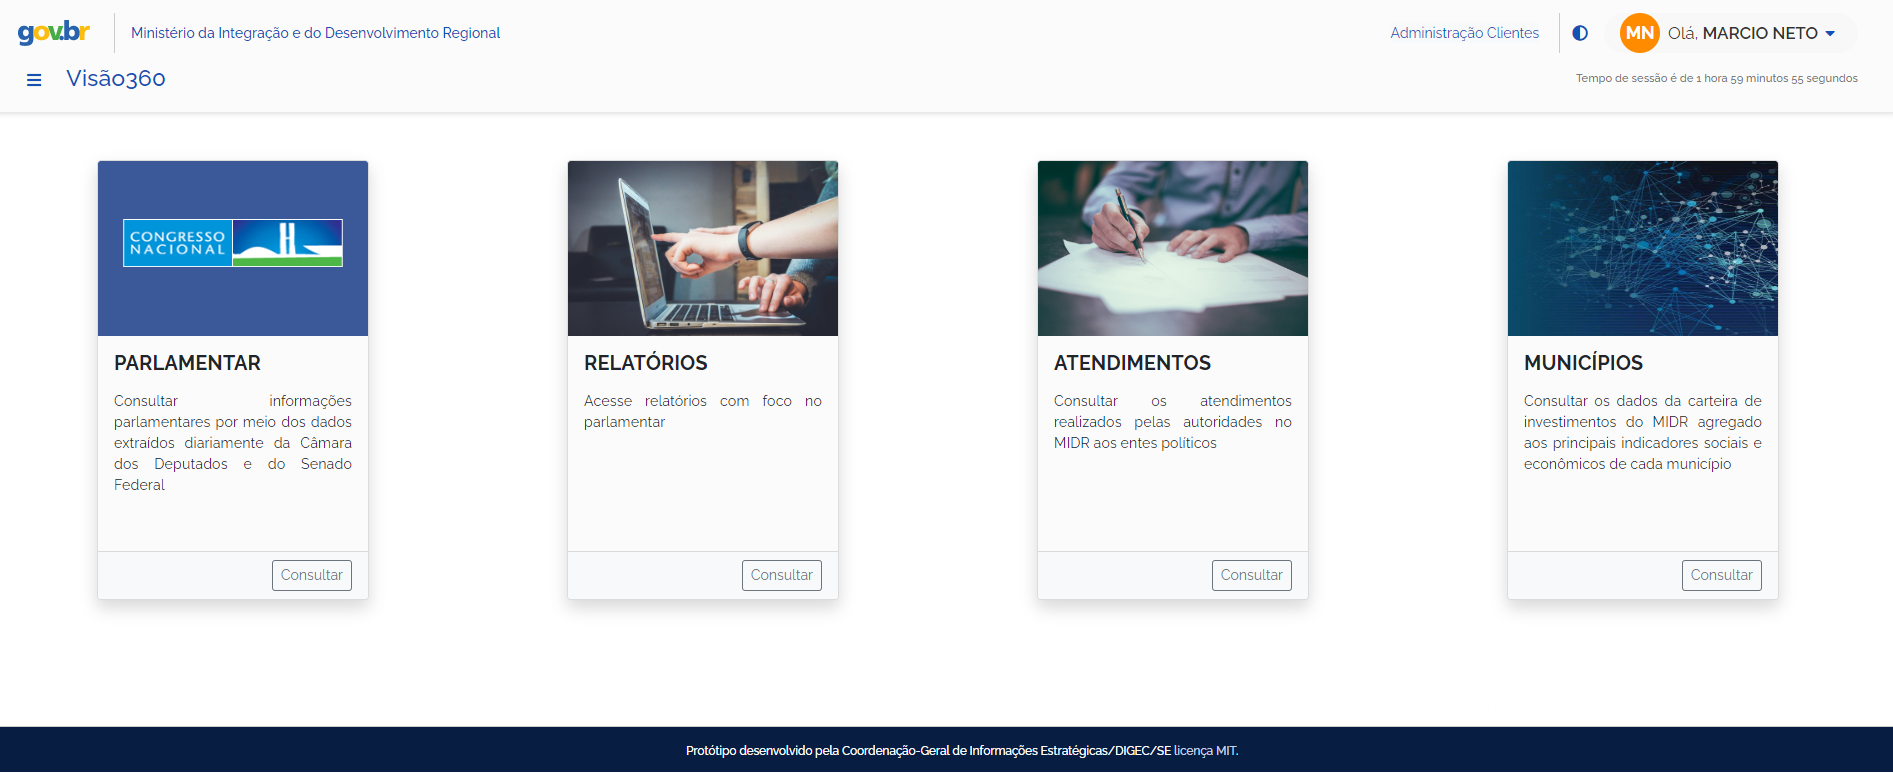 gov.br
Ministério da Integração e do Desenvolvimento Regional
Administração Clientes
MN
Olá, MARCIO NETO
Visão360
Tempo de sessão é de 1 hora 59 minutos 55 segundos
CONGRESSO
NACIONAL
PARLAMENTAR
Consultar informações
parlamentares por meio dos dados
extraídos diariamente da Câmara
dos Deputados e do Senado
Federal
Consultar
RELATÓRIOS
Acesse relatórios com foco no
parlamentar
Consultar
ATENDIMENTOS
Consultar os atendimentos
realizados pelas autoridades no
MIDR aos entes políticos
Consultar
MUNICÍPIOS
Consultar os dados da carteira de
investimentos do MIDR agregado
aos principais indicadores sociais e
econômicos de cada município
Consultar
Protótipo desenvolvido pela Coordenação-Geral de Informações Estratégicas/DIGEC/SE licença MIT.